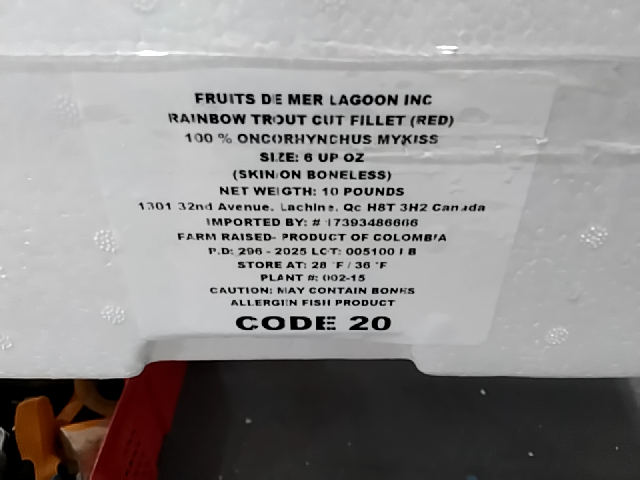 FRUITS DE MER LAGOON INC
RAINBOW TROUT CUT FILLET (RED)
100 % ONCORHYNCHUS MYKISS
SIZE: 6 UP OZ
(SKIN ON BONELESS)
NET WEIGTH: 10 POUNDS
1301 32nd Avenue. Lachine. Qc H8T 3H2 Canada
IMPORTED BY: # 17393486666
FARM RAISED- PRODUCT OF COLOMBIA
P.D: 296 - 2025 LOT: 005100
STORE AT: 28 °F / 36 °F
PLANT #: 002-15
CAUTION: MAY CONTAIN BONES
ALLERGEN FISH PRODUCT
CODE 20